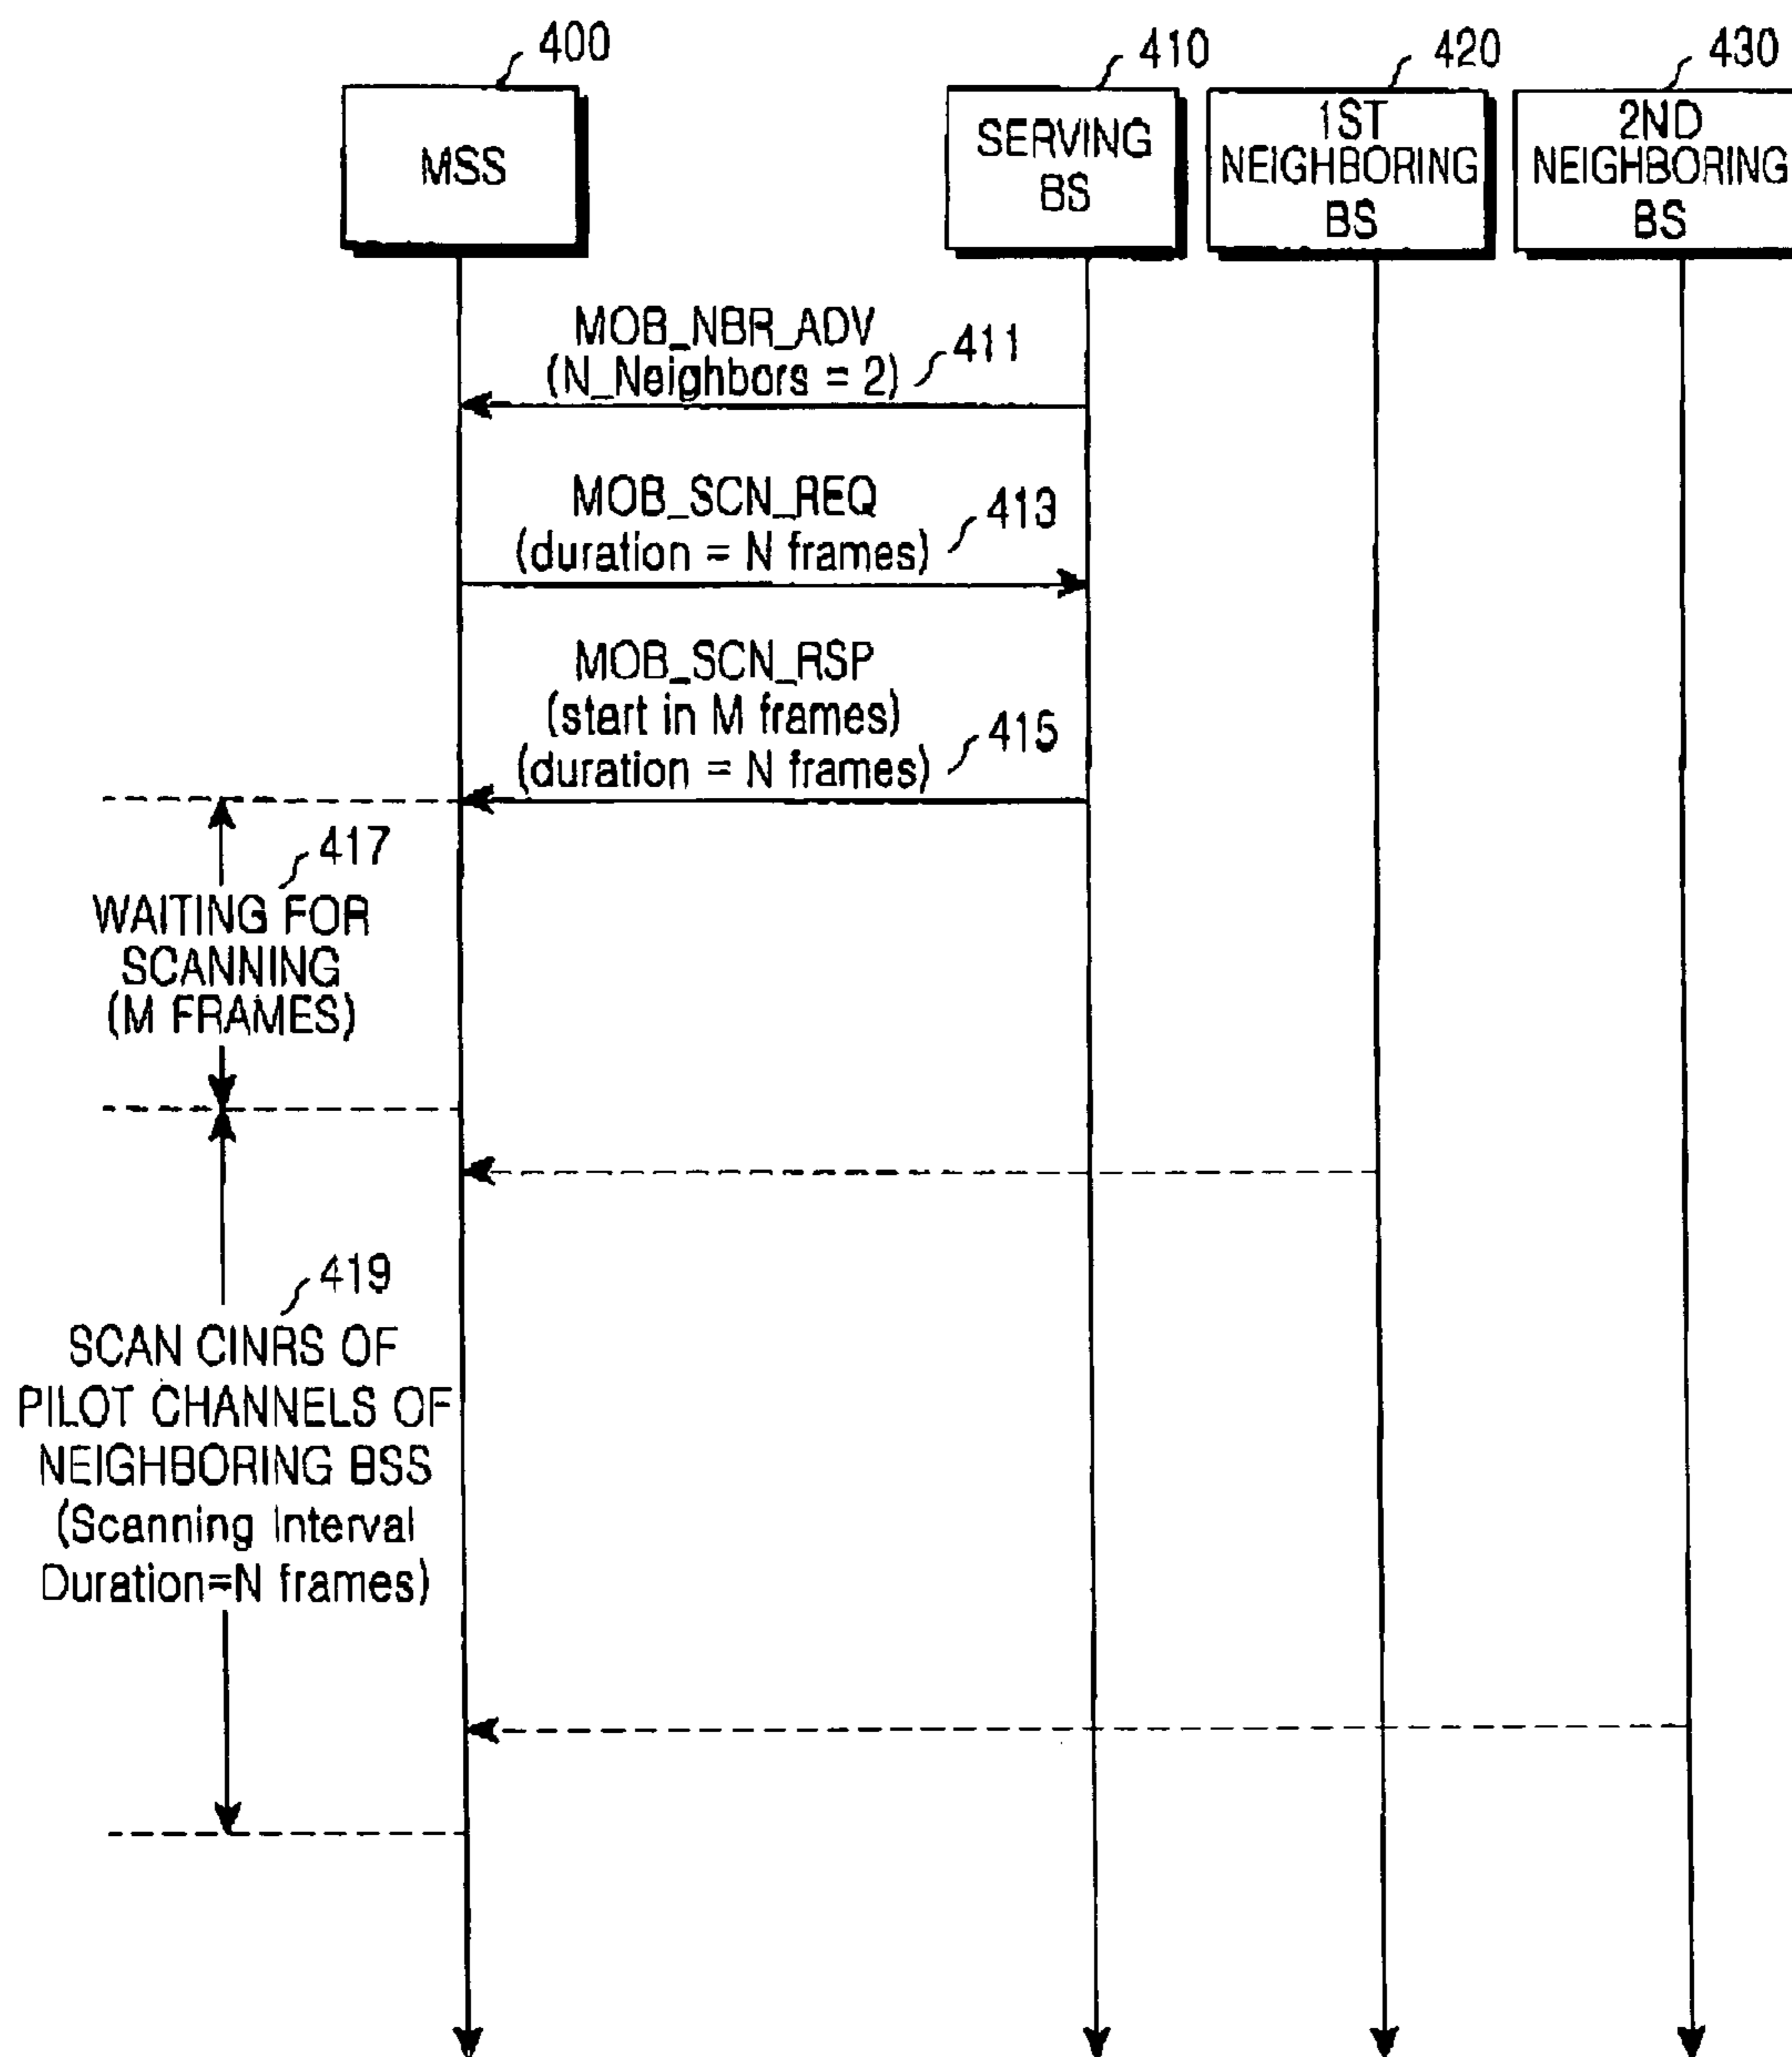 400
410
420
430
MSS
SERVING
BS
1ST
NEIGHBORING
BS
2ND
NEIGHBORING
BS
MOB_NBR_ADV
(N_Neighbors = 2)
411
MOB_SCN_REQ
(duration = N frames)
413
MOB_SCN_RSP
(start in M frames)
(duration = N frames)
415
417
WAITING FOR
SCANNING
(M FRAMES)
419
SCAN CINRS OF
PILOT CHANNELS OF
NEIGHBORING BSS
(Scanning Interval
Duration=N frames)